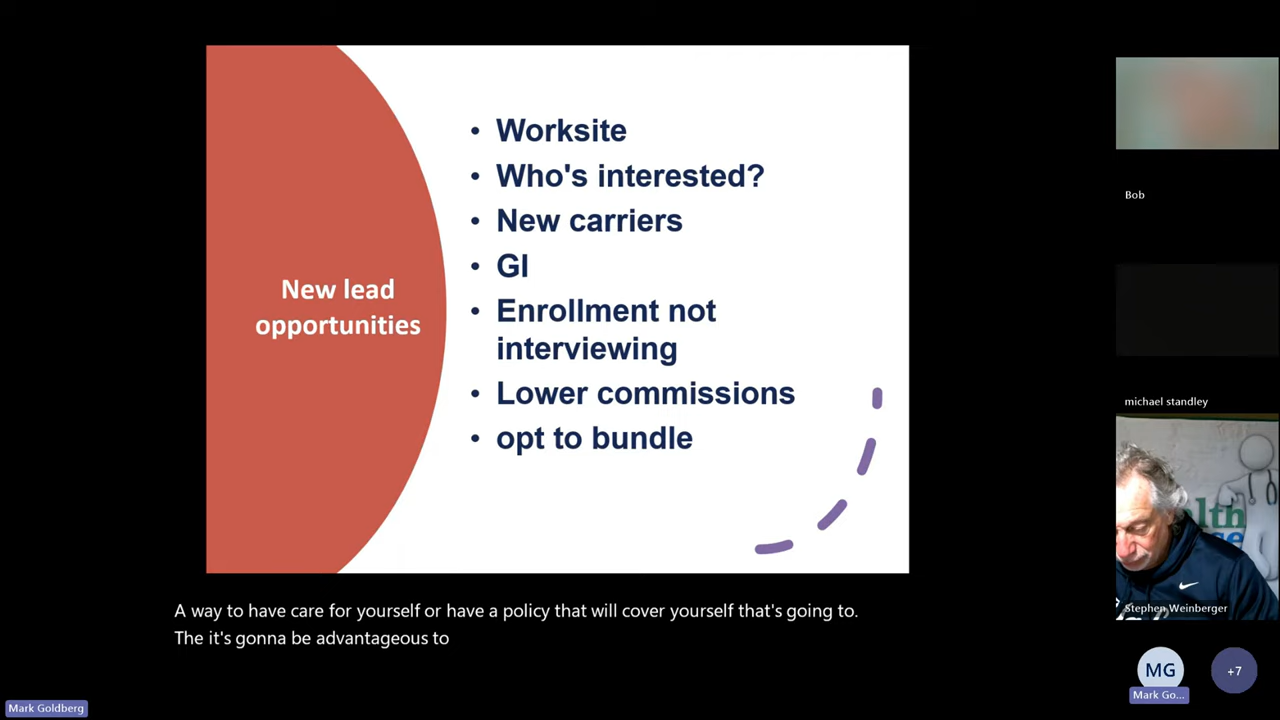 New lead
opportunities
• Worksite
• Who's interested?
• New carriers
• GI
• Enrollment not
interviewing
• Lower commissions
• opt to bundle
A way to have care for yourself or have a policy that will cover yourself that's going to.
The it's gonna be advantageous to
Mark Goldberg
Bob
michael standley
Stephen Weinberger
MG
Mark Go...
+7